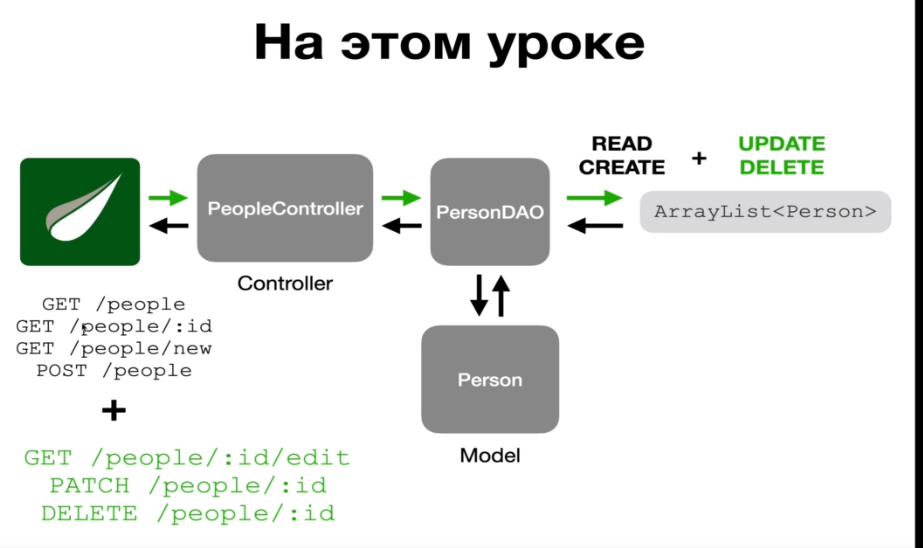 На этом уроке
READ
CREATE
+
UPDATE
DELETE
PeopleController
PersonDAO
ArrayList<Person>
Controller
GET /people
GET /people/:id
GET /people/new
POST /people
+
Person
Model
GET /people/:id/edit
PATCH /people/:id
DELETE /people/:id